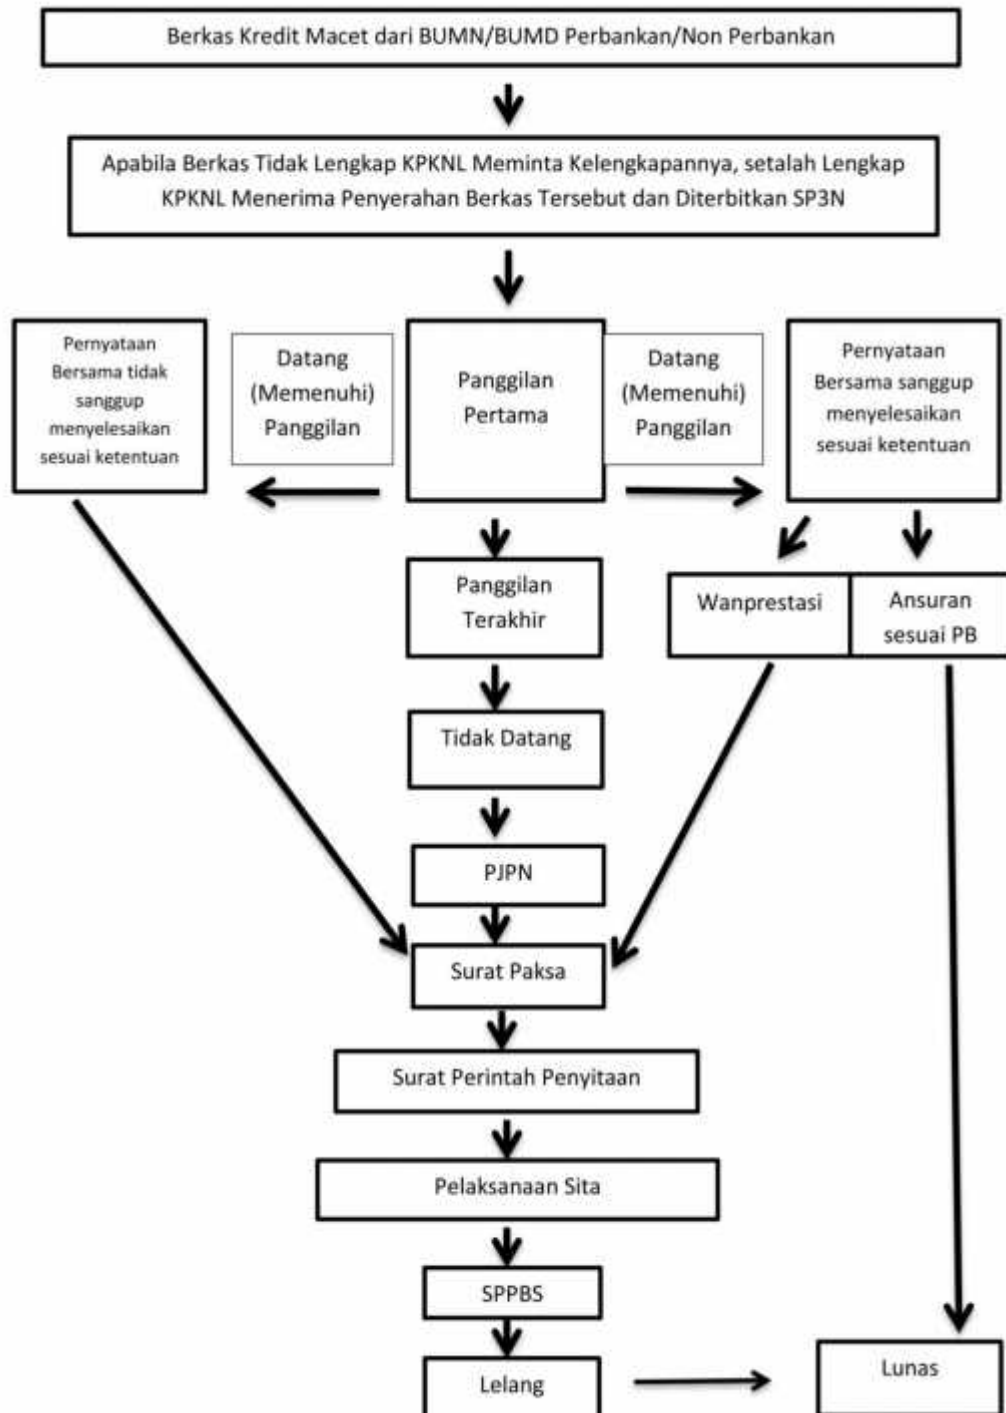 Berkas Kredit Macet dari BUMN/BUMD Perbankan/Non Perbankan
Apabila Berkas Tidak Lengkap KPKNL Meminta Kelengkapannya, setalah Lengkap
KPKNL Menerima Penyerahan Berkas Tersebut dan Diterbitkan SP3N
Pernyataan
Bersama tidak
sanggup
menyelesaikan
sesuai ketentuan
Datang
(Memenuhi)
Panggilan
Panggilan
Pertama
Datang
(Memenuhi)
Panggilan
Pernyataan
Bersama sanggup
menyelesaikan
sesuai ketentuan
Panggilan
Terakhir
Wanprestasi
Ansuran
sesuai PB
Tidak Datang
PJPN
Surat Paksa
Surat Perintah Penyitaan
Pelaksanaan Sita
SPPBS
Lelang
Lunas